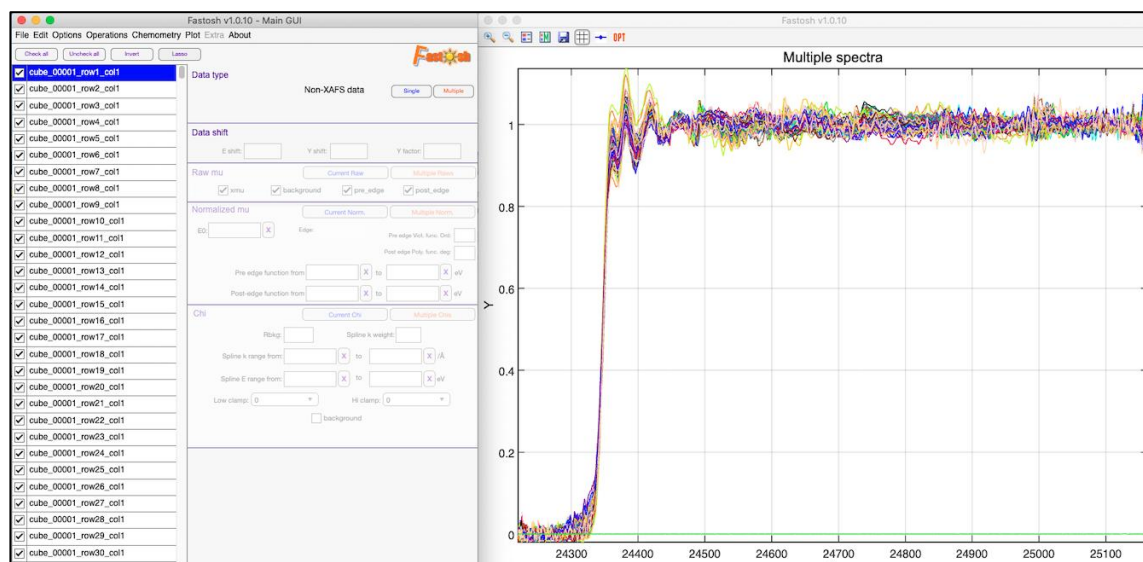 Fastosh v1.0.10 - Main GUI
File Edit Options Operations Chemometry Plot Extra About
Check all Uncheck all Invert Lasso
Fastosh
cube_00001_row1_col1
cube_00001_row2_col1
cube_00001_row3_col1
cube_00001_row4_col1
cube_00001_row5_col1
cube_00001_row6_col1
cube_00001_row7_col1
cube_00001_row8_col1
cube_00001_row9_col1
cube_00001_row10_col1
cube_00001_row11_col1
cube_00001_row12_col1
cube_00001_row13_col1
cube_00001_row14_col1
cube_00001_row15_col1
cube_00001_row16_col1
cube_00001_row17_col1
cube_00001_row18_col1
cube_00001_row19_col1
cube_00001_row20_col1
cube_00001_row21_col1
cube_00001_row22_col1
cube_00001_row23_col1
cube_00001_row24_col1
cube_00001_row25_col1
cube_00001_row26_col1
cube_00001_row27_col1
cube_00001_row28_col1
cube_00001_row29_col1
cube_00001_row30_col1
Data type
Non-XAFS data Single Multiple
Data shift
E shift: Y shift: Y factor:
Raw mu Current Raw Multiple Raws
xmu background pre_edge post_edge
Normalized mu Current Norm. Multiple Norm.
E0: X Edge:
Pre edge Vict. func. Ord:
Post edge Poly. func. deg:
Pre edge function from X to X eV
Post-edge function from X to X eV
Chi Current Chi Multiple Chis
Rbkg: Spline k weight:
Spline k range from: X to X /Å
Spline E range from: X to X eV
Low clamp: 0 Hi clamp: 0
background
Fastosh v1.0.10
OPT
Multiple spectra
Y
1
0.8
0.6
0.4
0.2
0
24300 24400 24500 24600 24700 24800 24900 25000 25100